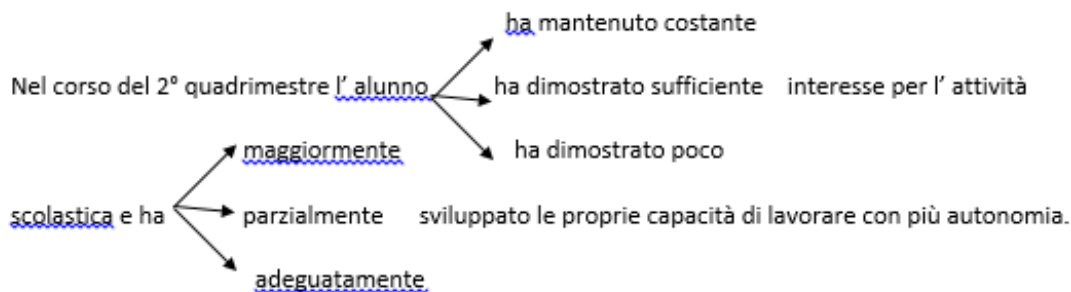 ha mantenuto costante
Nel corso del 2° quadrimestre l’ alunno ha dimostrato sufficiente interesse per l’ attività
maggiormente ha dimostrato poco
scolastica e ha parzialmente sviluppato le proprie capacità di lavorare con più autonomia.
adeguatamente